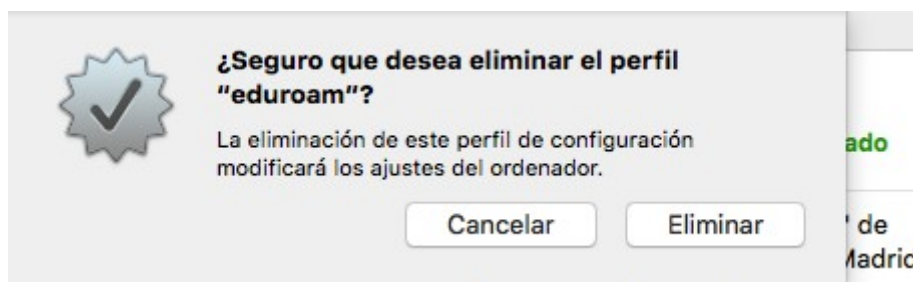 ¿Seguro que desea eliminar el perfil
“eduroam”?
La eliminación de este perfil de configuración
modificará los ajustes del ordenador.
Cancelar
Eliminar
ado
" de
Madrid